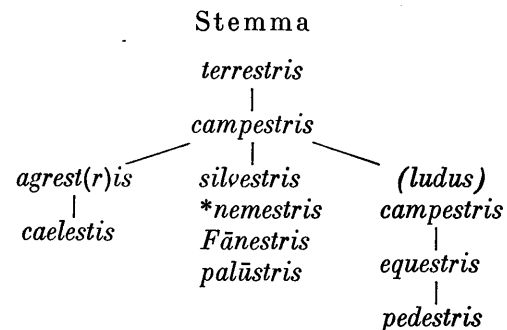 Stemma
terrestris
campestris
agrest(r)is silvestris (ludus)
*nemestris campestris
caelestis Fānestris
palūstris equestris
pedestris